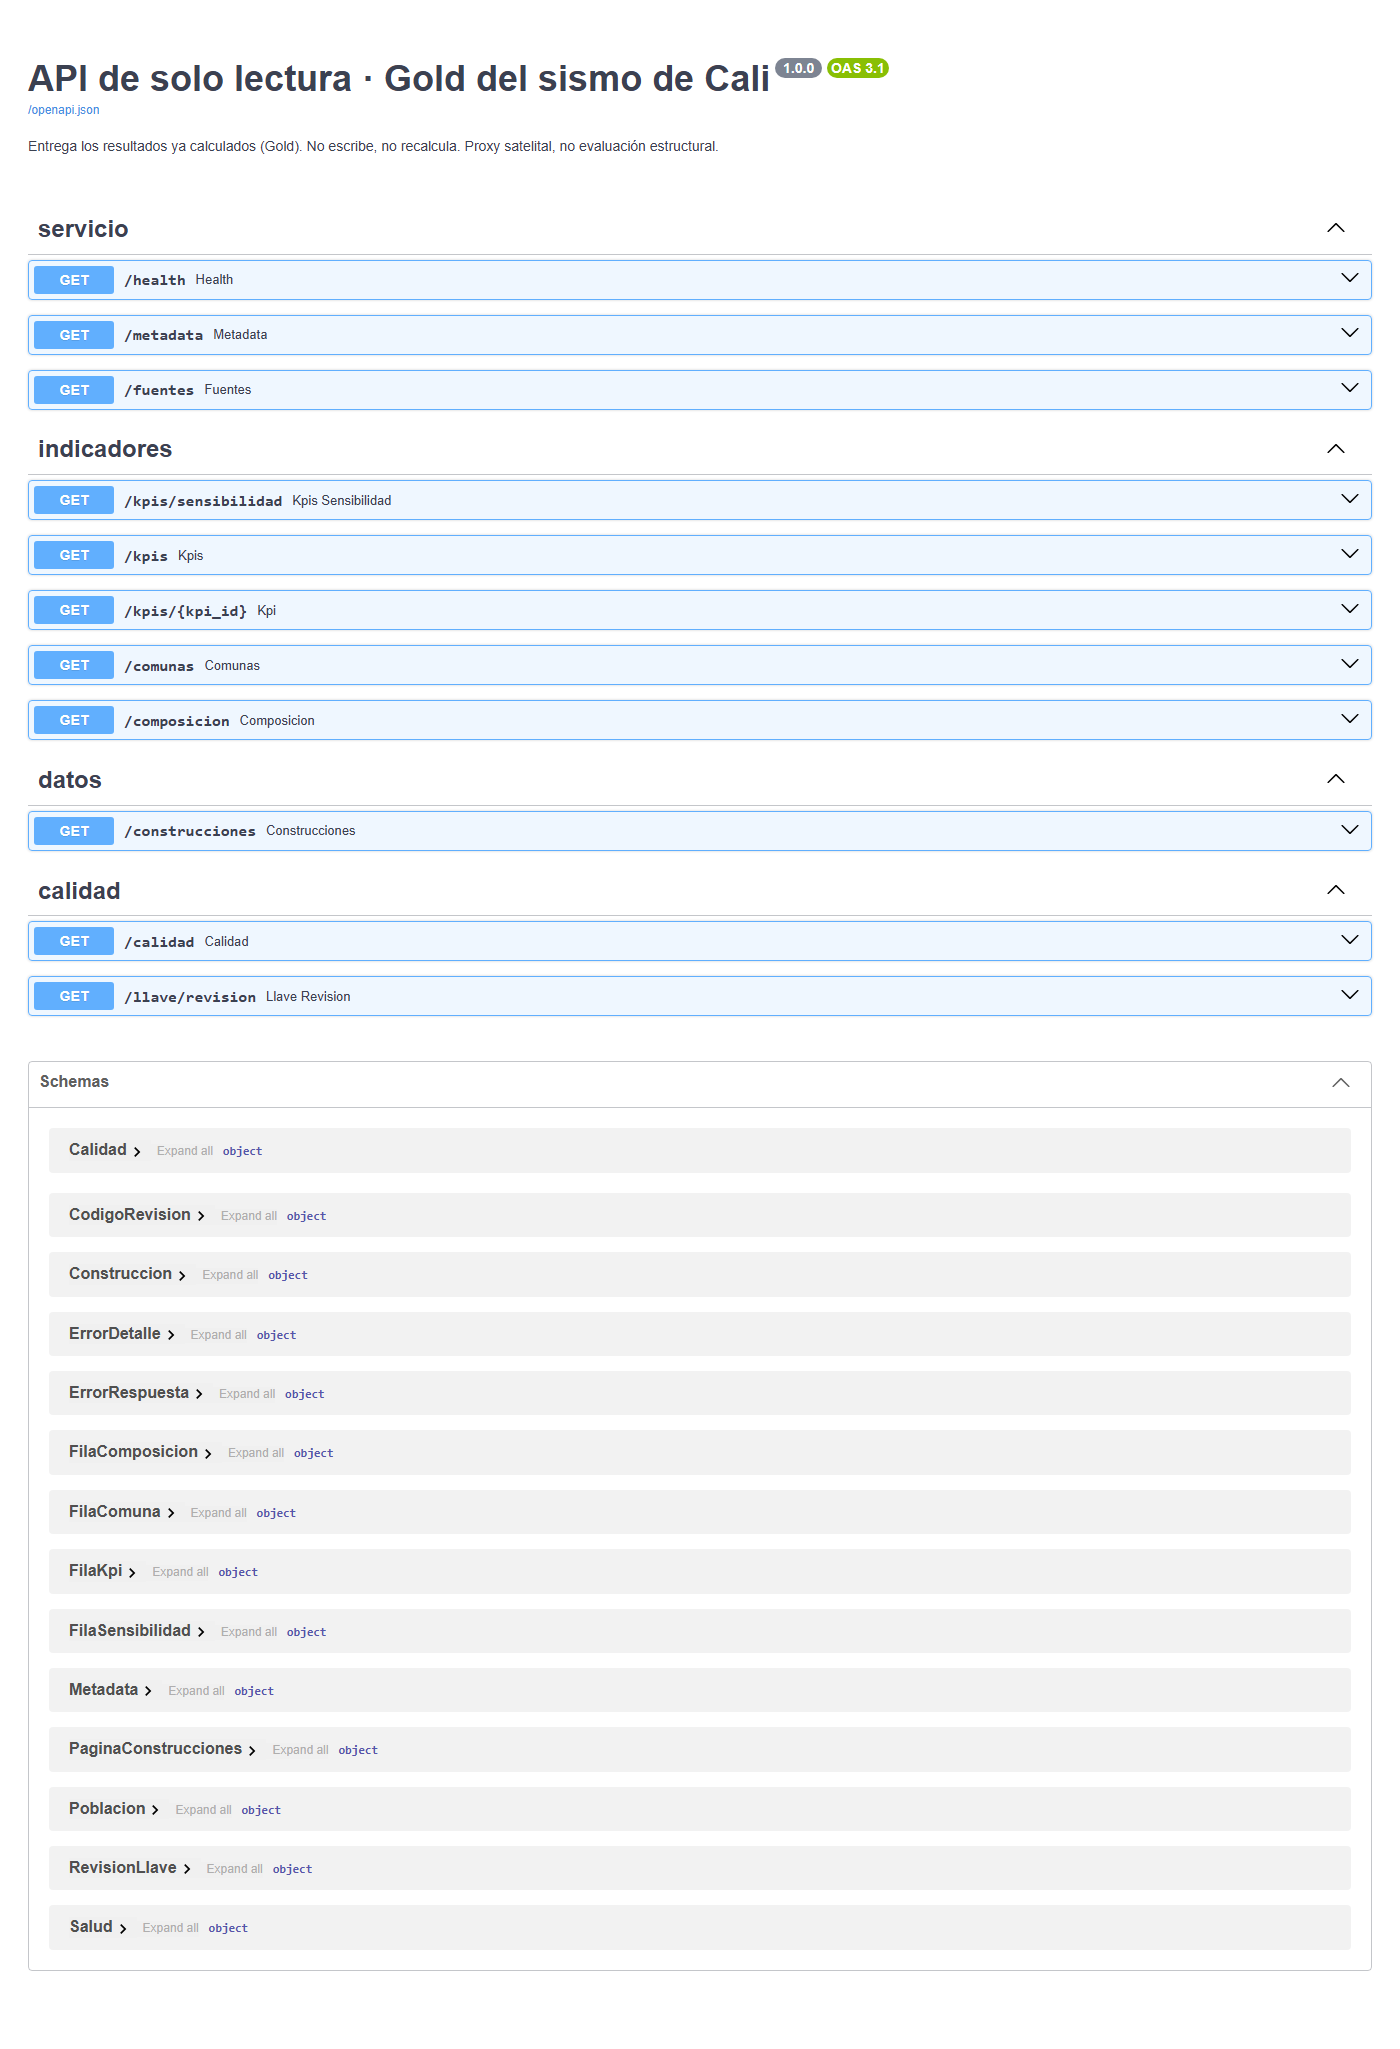 API de solo lectura · Gold del sismo de Cali 1.0.0 OAS 3.1
/openapi.json
Entrega los resultados ya calculados (Gold). No escribe, no recalcula. Proxy satelital, no evaluación estructural.
servicio
GET /health Health
GET /metadata Metadata
GET /fuentes Fuentes
indicadores
GET /kpis/sensibilidad Kpis Sensibilidad
GET /kpis Kpis
GET /kpis/{kpi_id} Kpi
GET /comunas Comunas
GET /composicion Composicion
datos
GET /construcciones Construcciones
calidad
GET /calidad Calidad
GET /llave/revision Llave Revision
Schemas
Calidad Expand all object
CodigoRevision Expand all object
Construccion Expand all object
ErrorDetalle Expand all object
ErrorRespuesta Expand all object
FilaComposicion Expand all object
FilaComuna Expand all object
FilaKpi Expand all object
FilaSensibilidad Expand all object
Metadata Expand all object
PaginaConstrucciones Expand all object
Poblacion Expand all object
RevisionLlave Expand all object
Salud Expand all object